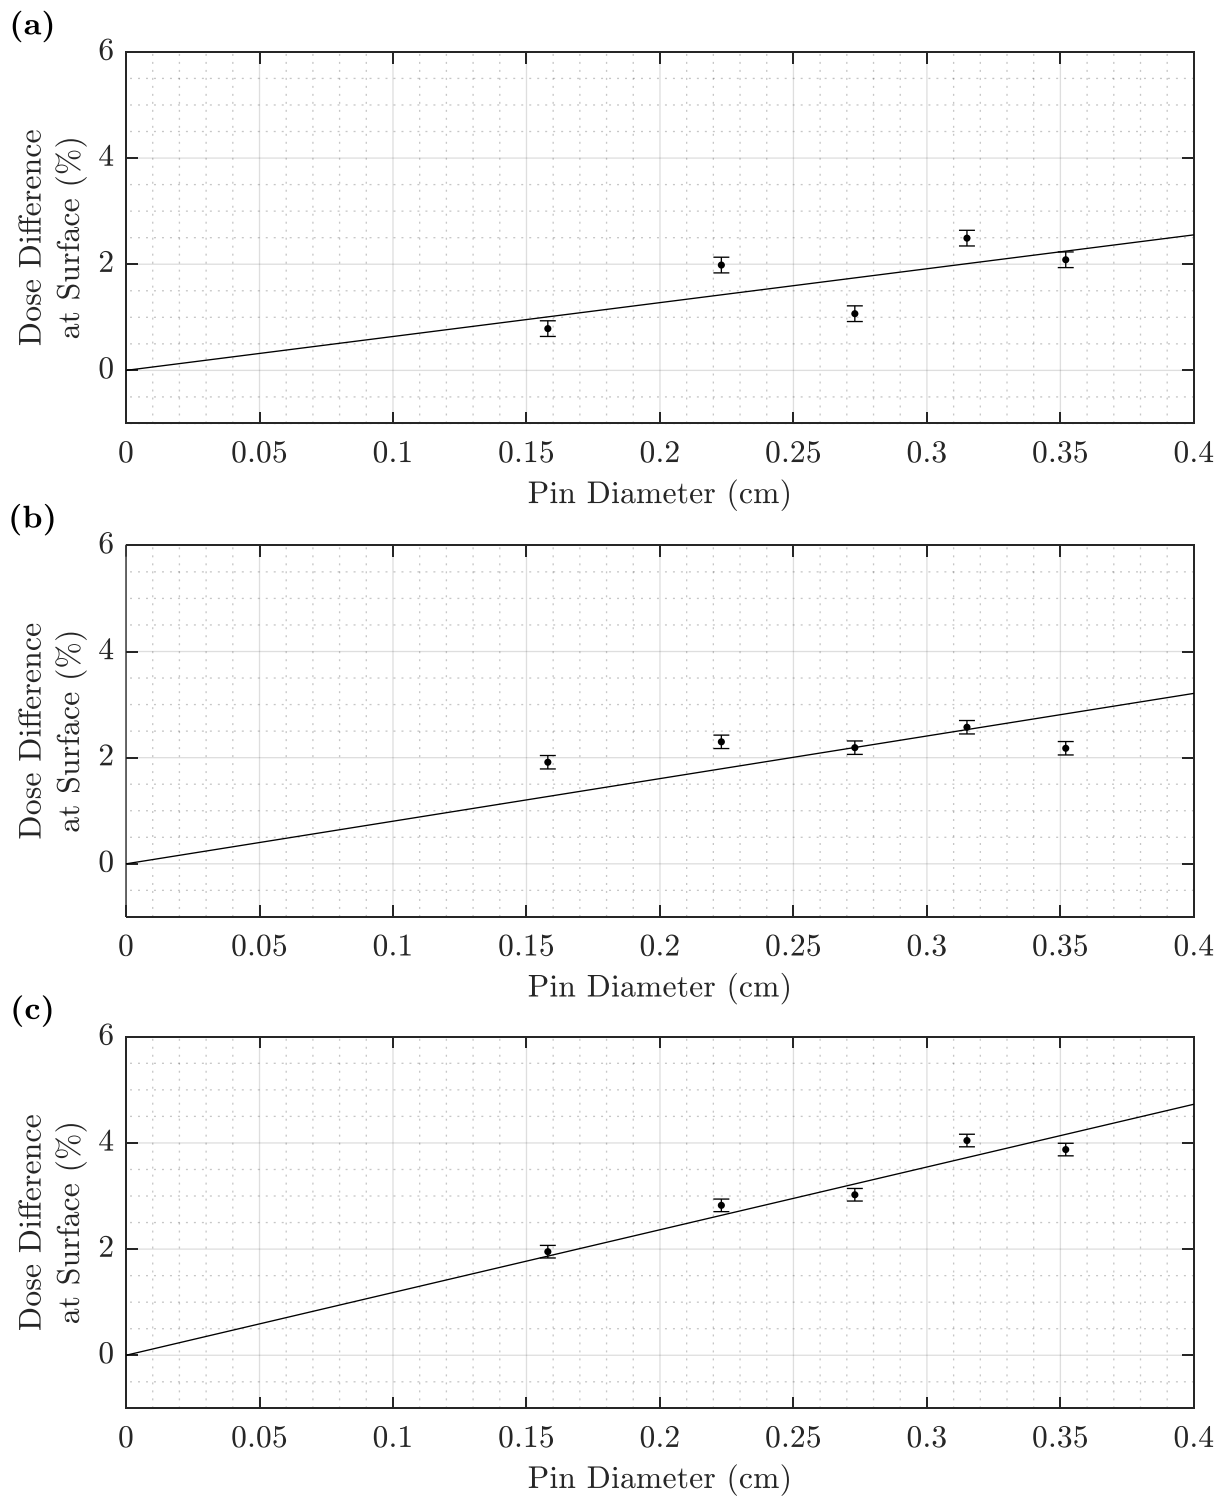 (a)
6
4
2
0
Dose Difference
at Surface (%)
0 0.05 0.1 0.15 0.2 0.25 0.3 0.35 0.4
Pin Diameter (cm)
(b)
6
4
2
0
Dose Difference
at Surface (%)
0 0.05 0.1 0.15 0.2 0.25 0.3 0.35 0.4
Pin Diameter (cm)
(c)
6
4
2
0
Dose Difference
at Surface (%)
0 0.05 0.1 0.15 0.2 0.25 0.3 0.35 0.4
Pin Diameter (cm)